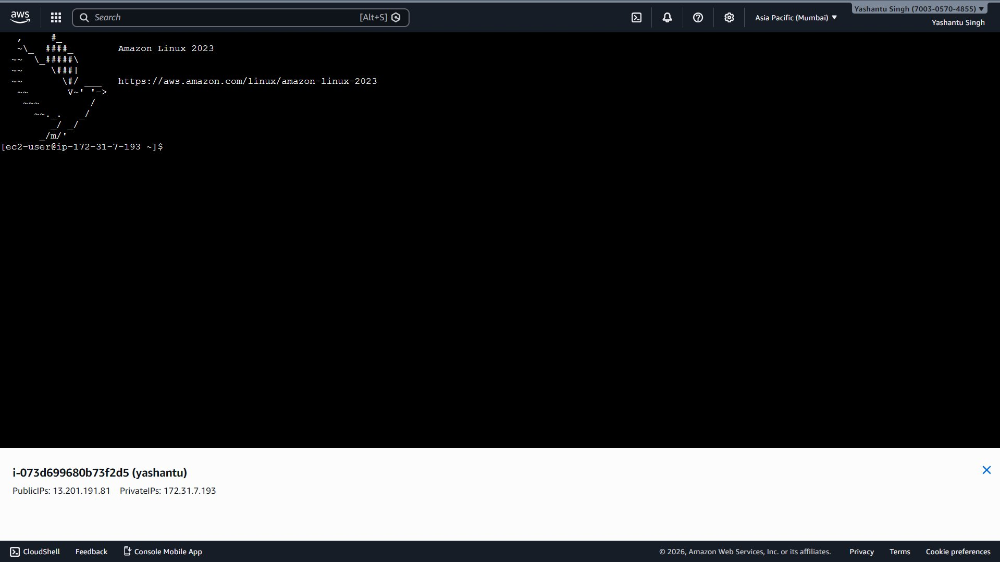 aws
Search [Alt+S]
Asia Pacific (Mumbai) ▼
Yashantu Singh (7003-0570-4855) ▼
Yashantu Singh
   ,     #_
   ~\_  ####_        Amazon Linux 2023
  ~~  \_#####\
  ~~     \###|
  ~~       \#/ ___   https://aws.amazon.com/linux/amazon-linux-2023
   ~~       V~' '->
    ~~~         /
      ~~._.   _/
         _/ _/
       _/m/'
[ec2-user@ip-172-31-7-193 ~]$
i-073d699680b73f2d5 (yashantu)
PublicIPs: 13.201.191.81 PrivateIPs: 172.31.7.193
CloudShell Feedback Console Mobile App © 2026, Amazon Web Services, Inc. or its affiliates. Privacy Terms Cookie preferences